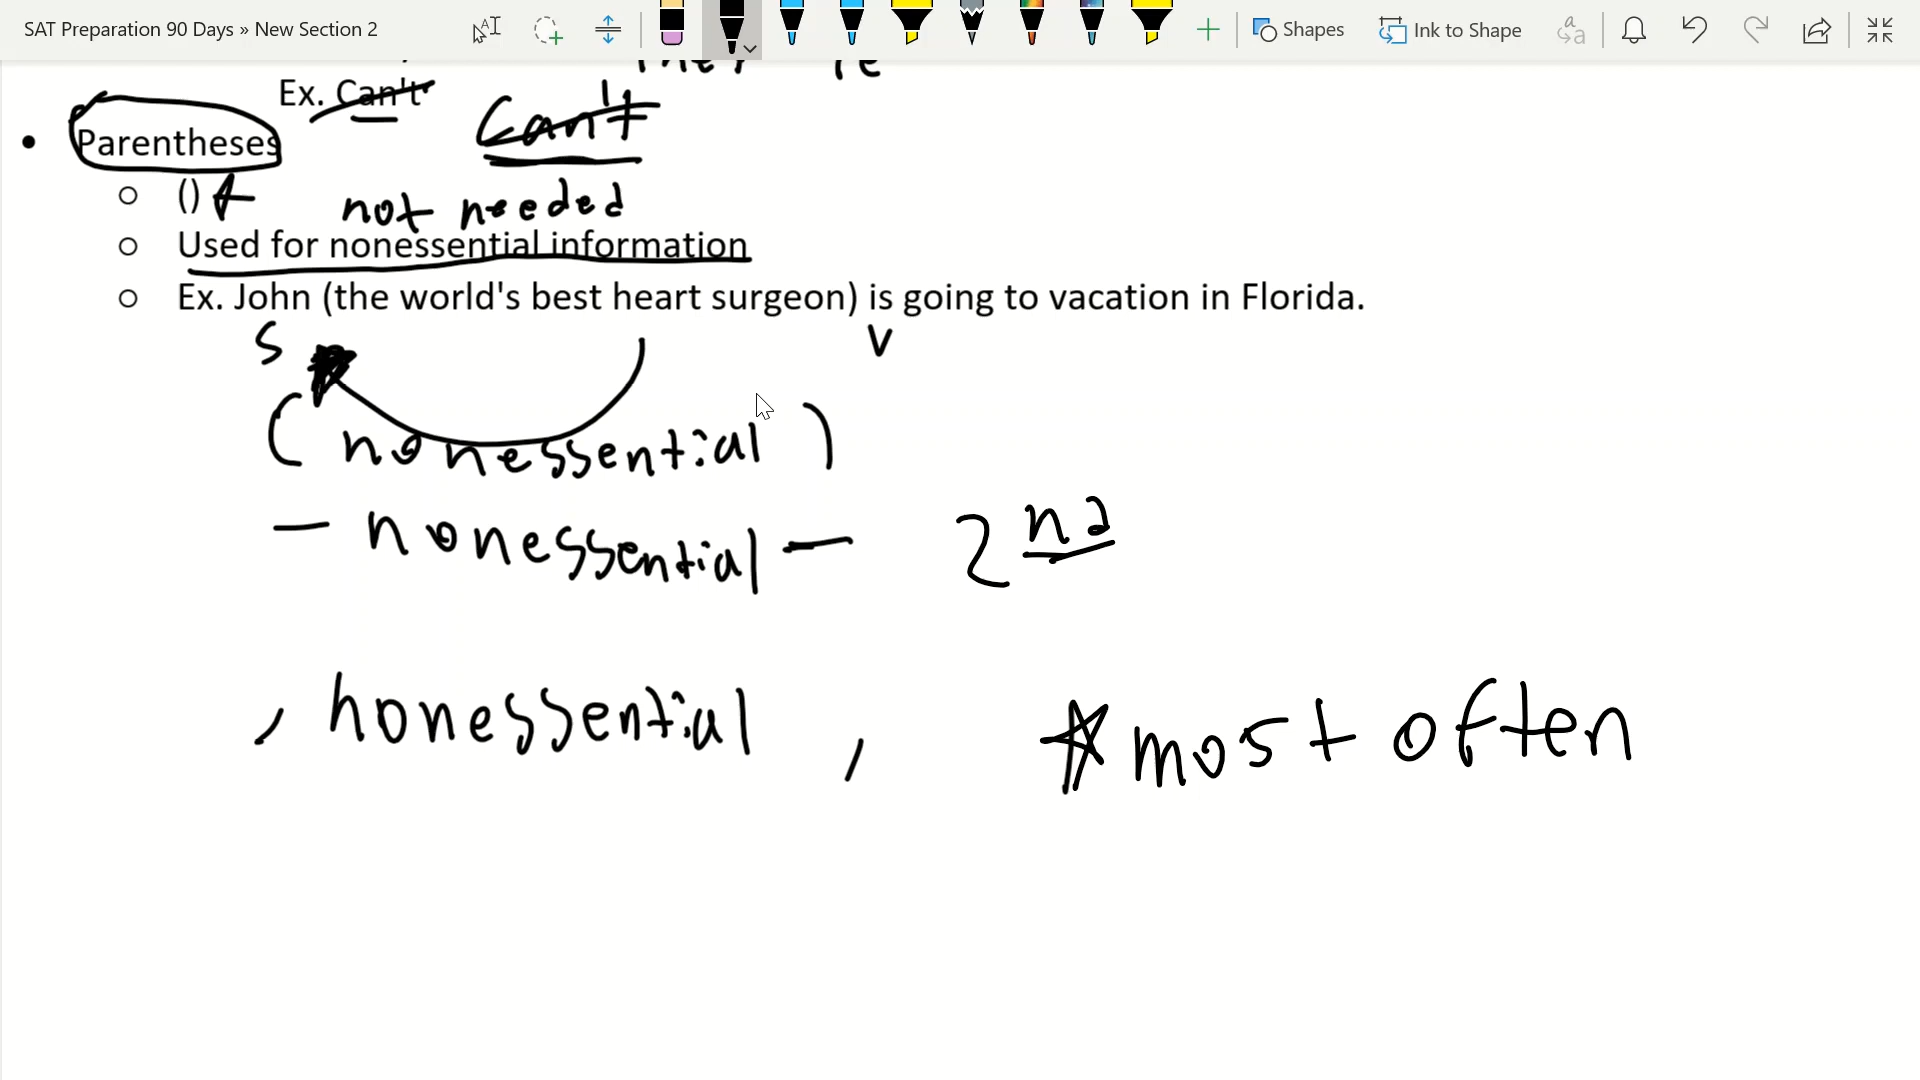 SAT Preparation 90 Days » New Section 2
Shapes
Ink to Shape
Ex. Can't
Can't
• Parentheses
○ ()
not needed
○ Used for nonessential information
○ Ex. John (the world's best heart surgeon) is going to vacation in Florida.
S V
( nonessential )
— nonessential — 2nd
, nonessential , ☆ most often